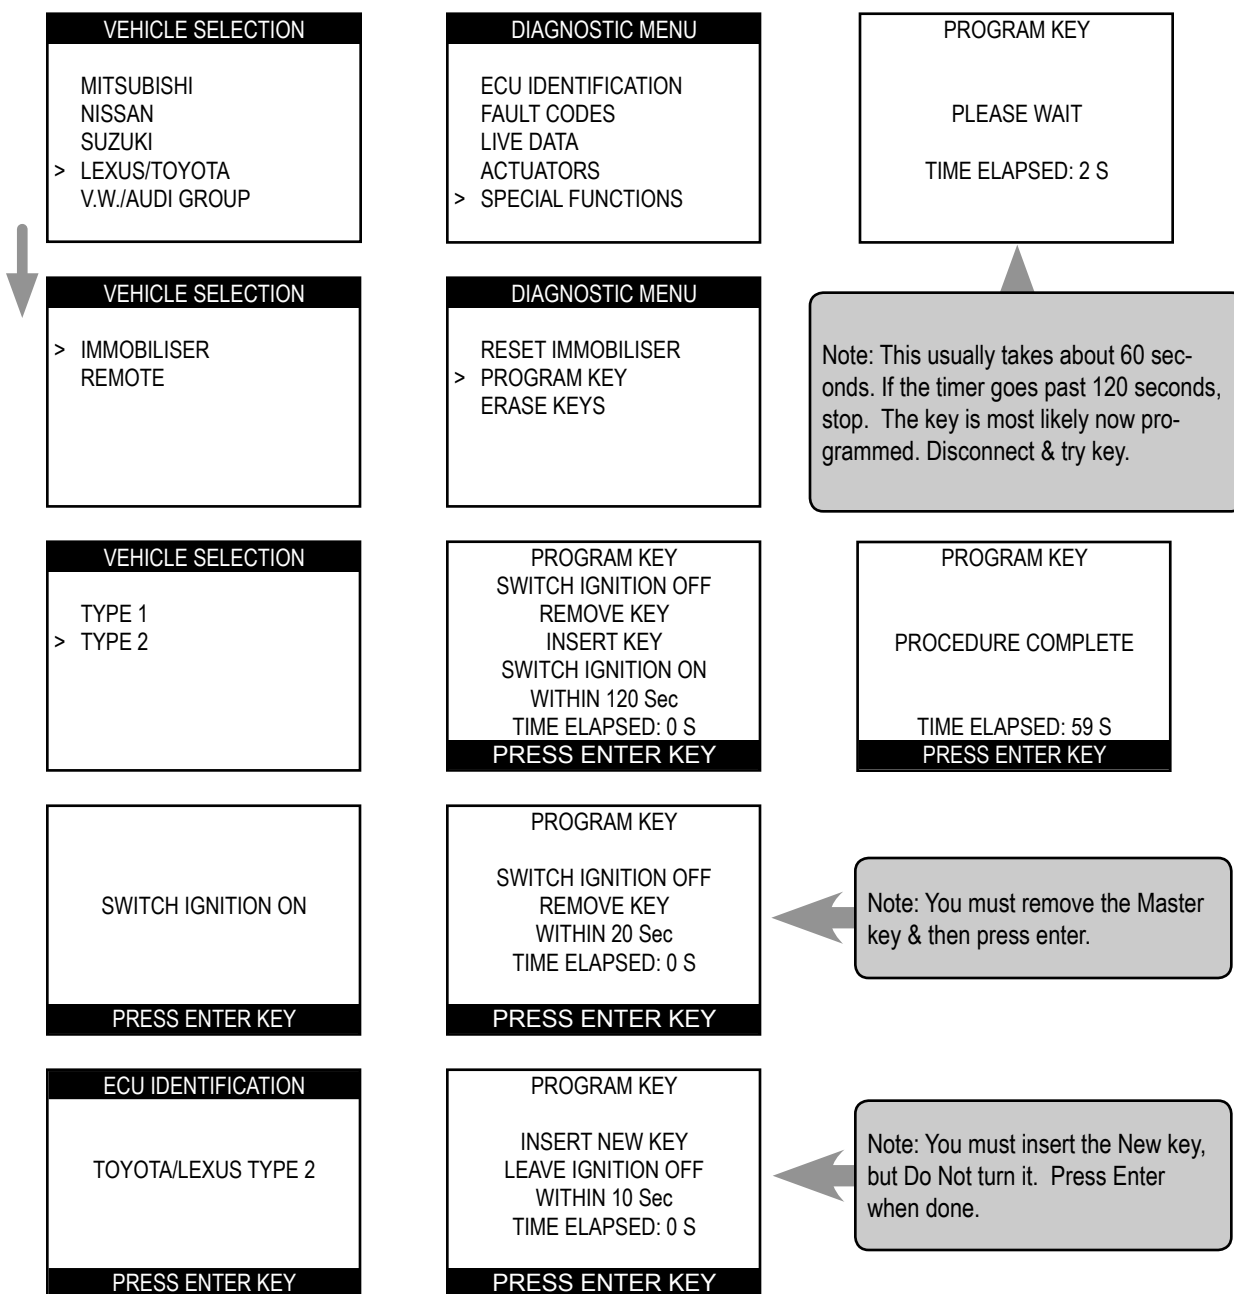 VEHICLE SELECTION
MITSUBISHI
NISSAN
SUZUKI
> LEXUS/TOYOTA
V.W./AUDI GROUP
VEHICLE SELECTION
> IMMOBILISER
REMOTE
VEHICLE SELECTION
TYPE 1
> TYPE 2
SWITCH IGNITION ON
PRESS ENTER KEY
ECU IDENTIFICATION
TOYOTA/LEXUS TYPE 2
PRESS ENTER KEY
DIAGNOSTIC MENU
ECU IDENTIFICATION
FAULT CODES
LIVE DATA
ACTUATORS
> SPECIAL FUNCTIONS
DIAGNOSTIC MENU
RESET IMMOBILISER
> PROGRAM KEY
ERASE KEYS
PROGRAM KEY
SWITCH IGNITION OFF
REMOVE KEY
INSERT KEY
SWITCH IGNITION ON
WITHIN 120 Sec
TIME ELAPSED: 0 S
PRESS ENTER KEY
PROGRAM KEY
SWITCH IGNITION OFF
REMOVE KEY
WITHIN 20 Sec
TIME ELAPSED: 0 S
PRESS ENTER KEY
Note: You must remove the Master
key & then press enter.
PROGRAM KEY
INSERT NEW KEY
LEAVE IGNITION OFF
WITHIN 10 Sec
TIME ELAPSED: 0 S
PRESS ENTER KEY
Note: You must insert the New key,
but Do Not turn it. Press Enter
when done.
PROGRAM KEY
PLEASE WAIT
TIME ELAPSED: 2 S
Note: This usually takes about 60 sec-
onds. If the timer goes past 120 seconds,
stop. The key is most likely now pro-
grammed. Disconnect & try key.
PROGRAM KEY
PROCEDURE COMPLETE
TIME ELAPSED: 59 S
PRESS ENTER KEY